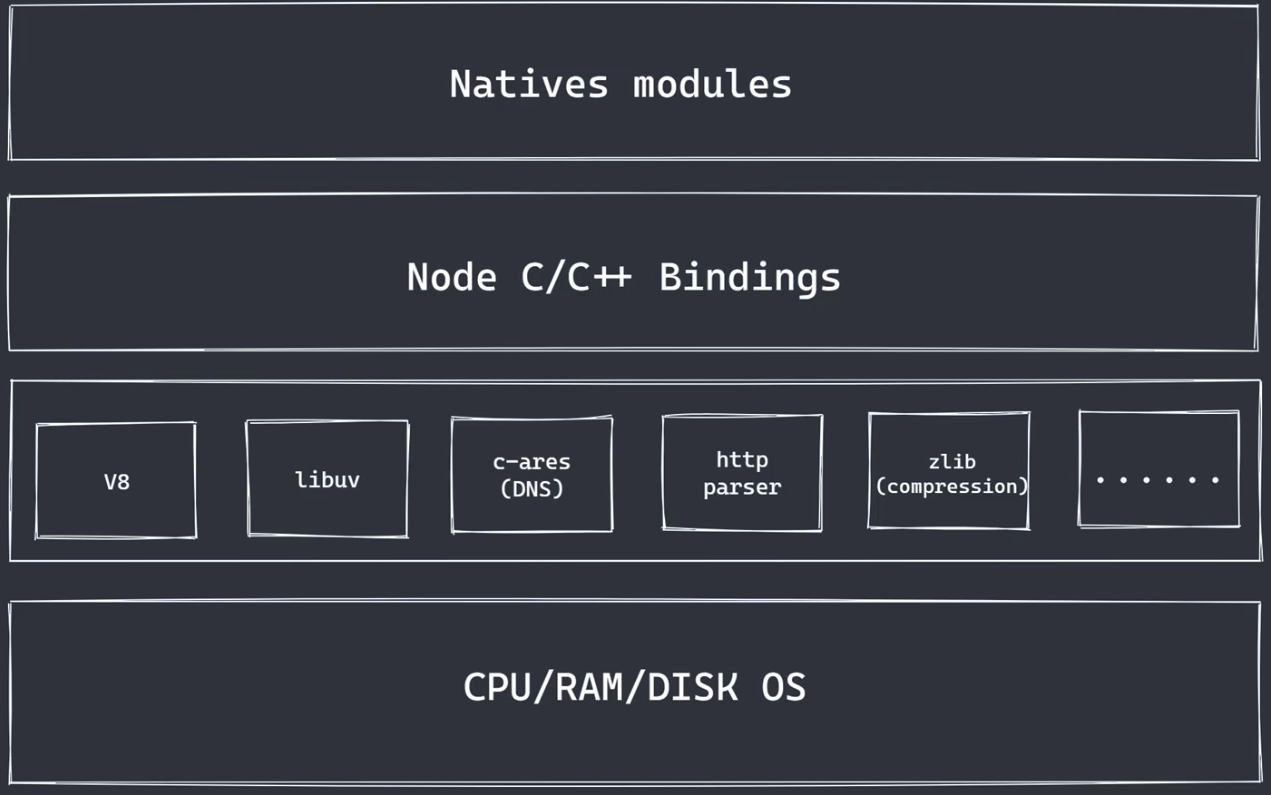 Natives modules
Node C/C++ Bindings
V8
libuv
c-ares
(DNS)
http
parser
zlib
(compression)
......
CPU/RAM/DISK OS